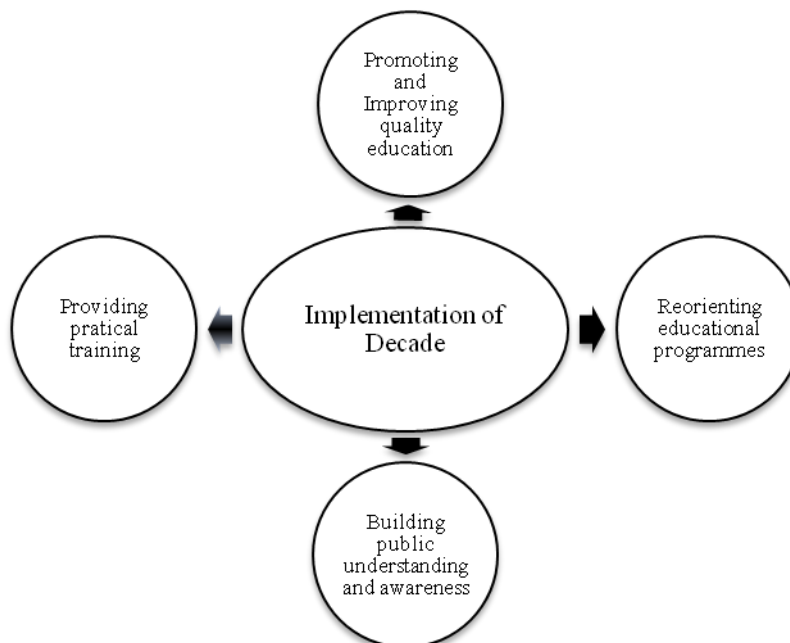 Promoting
and
Improving
quality
education
Providing
pratical
training
Implementation of
Decade
Reorienting
educational
programmes
Building
public
understanding
and awareness